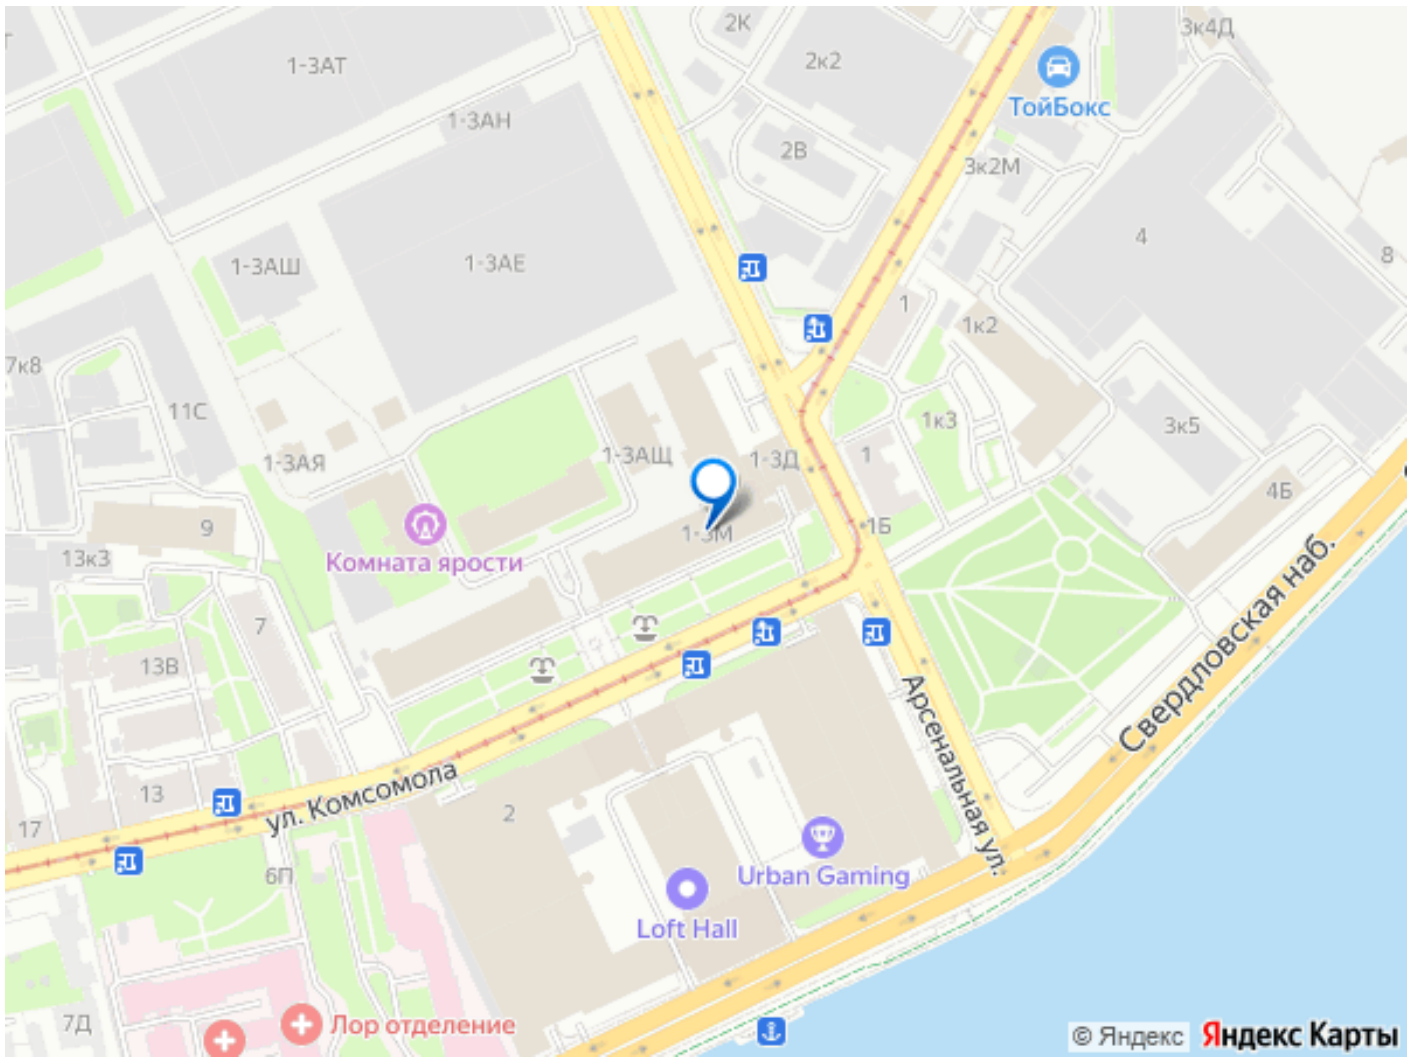 2К
3к4Д
1-3АТ
2к2
ТойБокс
1-3АН
2В
3к2М
4
8
1-3АШ
1-3АЕ
1
1к2
7к8
11С
1к3
3к5
1-3АЩ
1-3Д
1
1-3АЯ
4Б
9
1-3М
1Б
Комната ярости
13к3
7
13В
Свердловская наб.
Арсенальная ул.
ул. Комсомола
13
2
17
Urban Gaming
6П
Loft Hall
7Д
Лор отделение
© Яндекс
Яндекс Карты